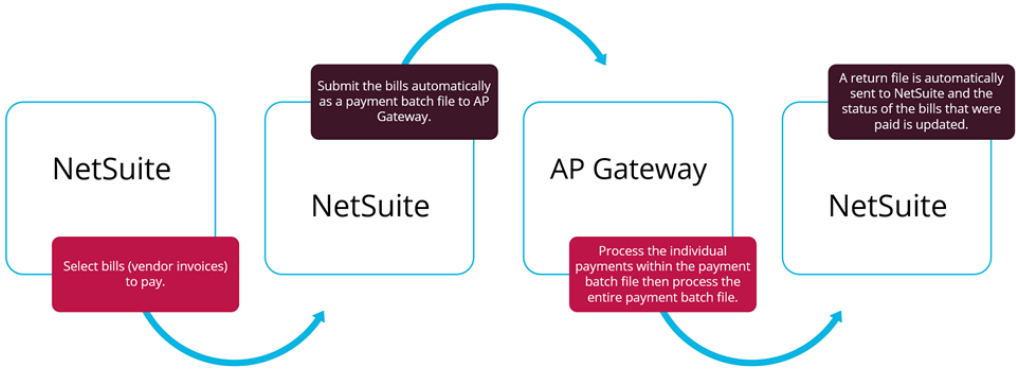 NetSuite
Select bills (vendor invoices)
to pay.
Submit the bills automatically
as a payment batch file to AP
Gateway.
NetSuite
AP Gateway
Process the individual
payments within the payment
batch file then process the
entire payment batch file.
A return file is automatically
sent to NetSuite and the
status of the bills that were
paid is updated.
NetSuite